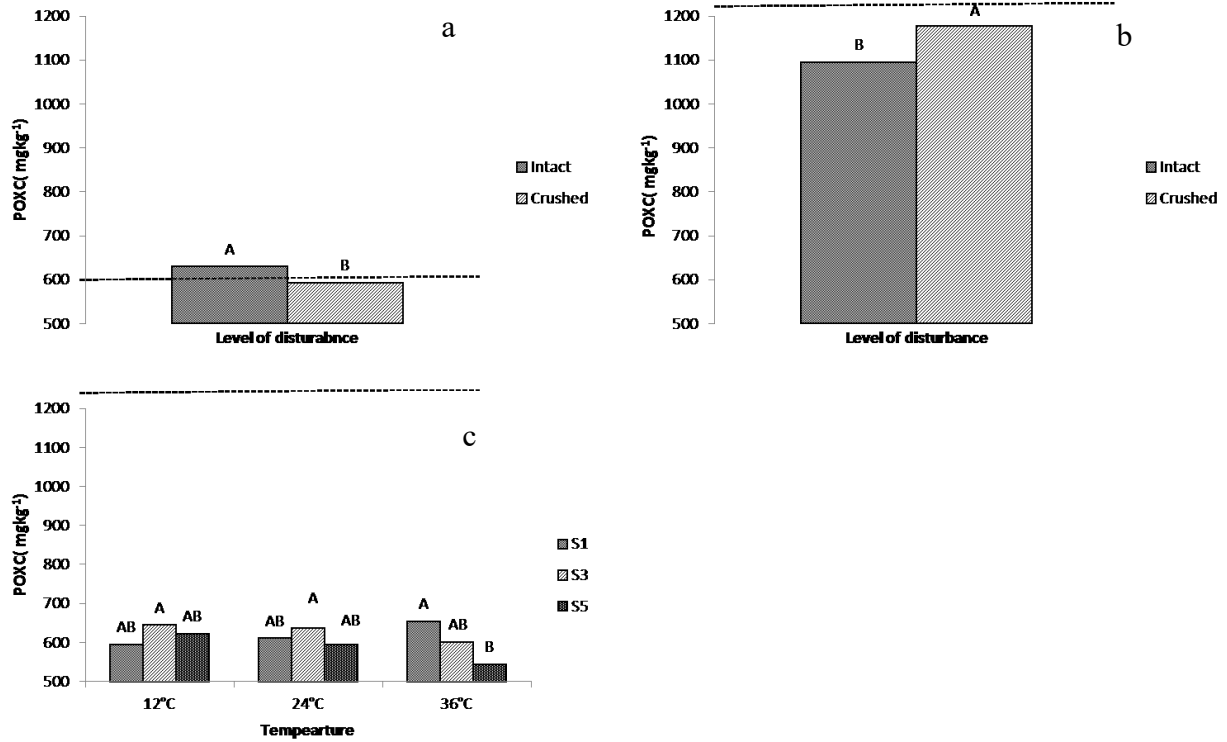 a
1200
1100
1000
900
800
700
600
500
POXC( mgkg-1)
A
B
Intact
Crushed
Level of disturabnce
b
1200
1100
1000
900
800
700
600
500
POXC( mgkg-1)
B
A
Intact
Crushed
Level of disturbance
c
1200
1100
1000
900
800
700
600
500
POXC( mgkg-1)
AB A AB
AB A AB
A AB B
S1
S3
S5
12°C 24°C 36°C
Tempearture